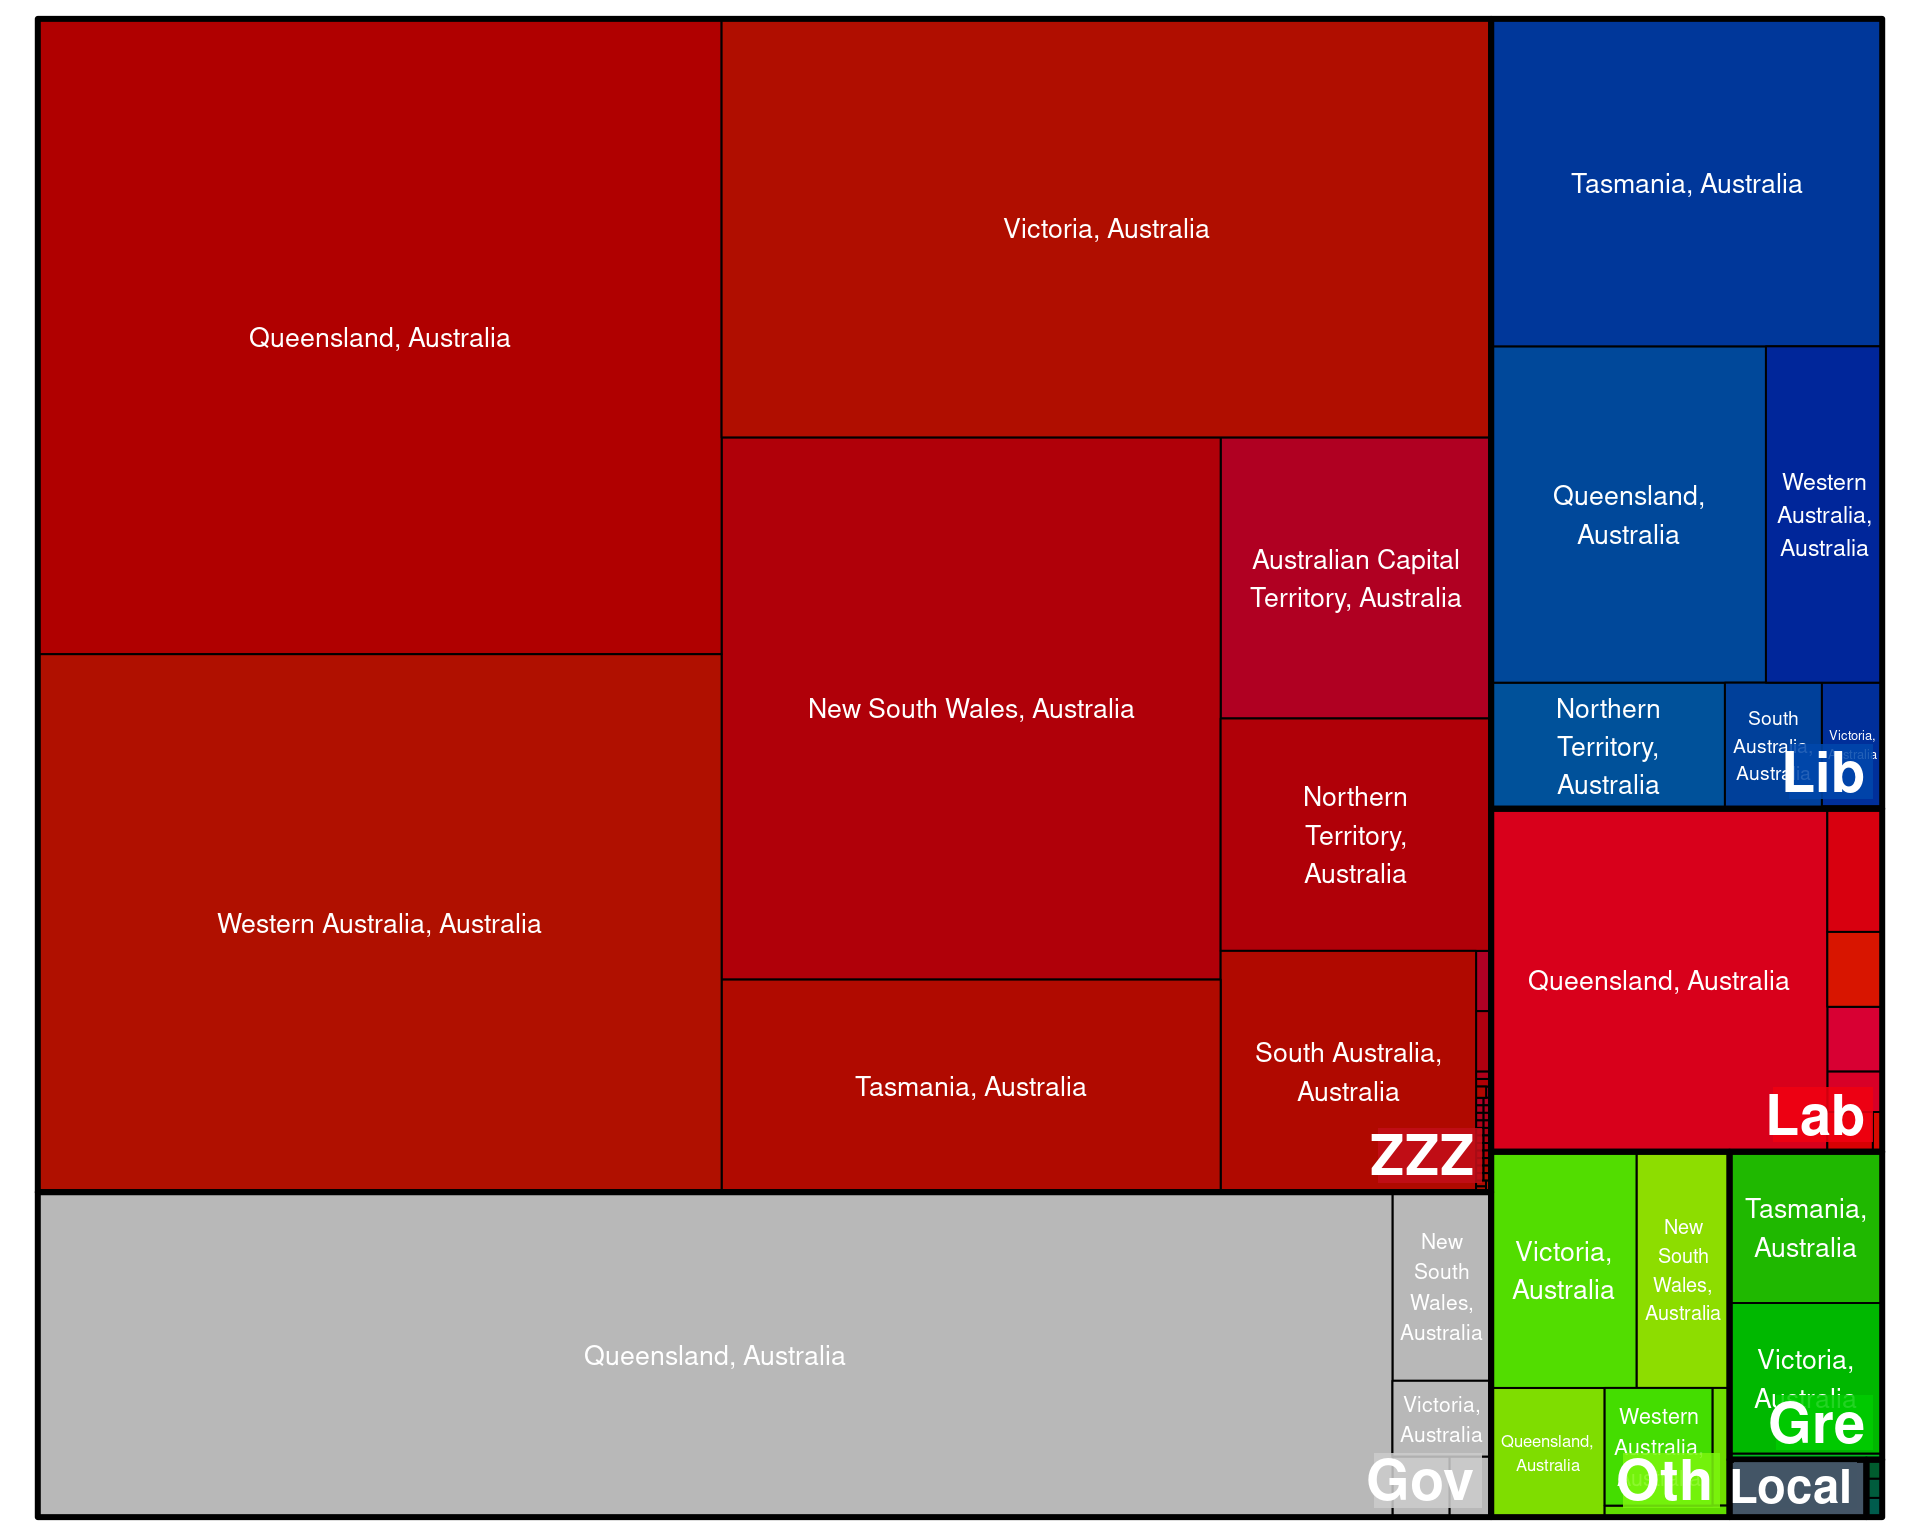 Queensland, Australia
Victoria, Australia
Western Australia, Australia
New South Wales, Australia
Tasmania, Australia
Australian Capital
Territory, Australia
Northern
Territory,
Australia
South Australia,
Australia
ZZZ
Queensland, Australia
New
South
Wales,
Australia
Victoria,
Australia
Gov
Tasmania, Australia
Queensland,
Australia
Western
Australia,
Australia
Northern
Territory,
Australia
South
Australia,
Australia
Victoria,
Australia
Lib
Queensland, Australia
Lab
Victoria,
Australia
New
South
Wales,
Australia
Queensland,
Australia
Western
Australia,
Oth
Tasmania,
Australia
Victoria,
Australia
Gre
Local